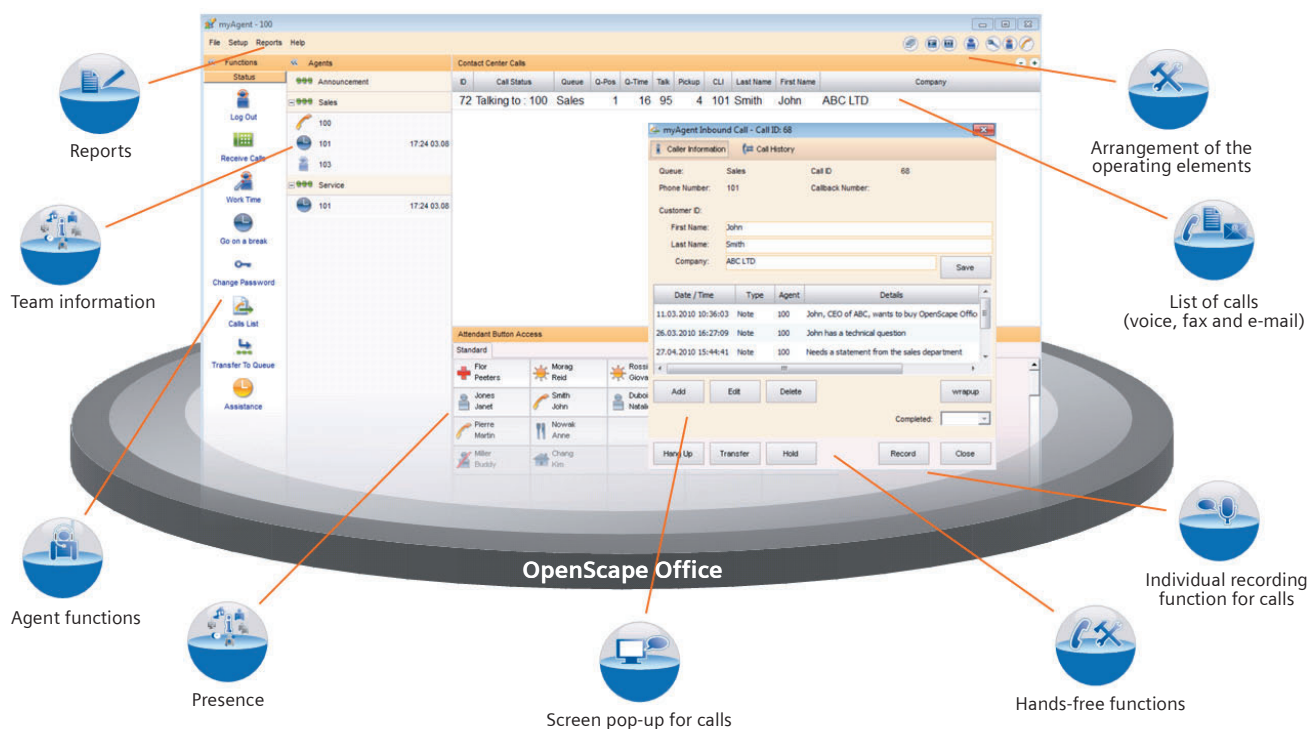 myAgent - 100
File Setup Reports Help
Functions
Agents
Contact Center Calls
Status
Announcement
ID Call Status Queue Q-Pos Q-Time Talk Pickup CLI Last Name First Name Company
72 Talking to : 100 Sales 1 16 95 4 101 Smith John ABC LTD
Sales
Log Out
100
101 17:24 03.08
Receive Calls
103
Service
Work Time
101 17:24 03.08
Go on a break
Change Password
Calls List
Transfer To Queue
Assistance
myAgent Inbound Call - Call ID: 68
Caller Information Call History
Queue: Sales Call ID 68
Phone Number: 101 Callback Number:
Customer ID:
First Name: John
Last Name: Smith
Company: ABC LTD
Save
Date / Time Type Agent Details
11.03.2010 10:36:03 Note 100 John, CEO of ABC, wants to buy OpenScape Offic
26.03.2010 16:27:09 Note 100 John has a technical question
27.04.2010 15:44:41 Note 100 Needs a statement from the sales department
Add Edit Delete wrapup
Completed:
Hang Up Transfer Hold Record Close
Attendant Button Access
Standard
Flor Peeters
Morag Reid
Rossi
Giova
Jones Janet
Smith John
Duboi
Natali
Pierre Martin
Nowak Anne
Miller Buddy
Chang Kim
OpenScape Office
Reports
Team information
Agent functions
Presence
Screen pop-up for calls
Hands-free functions
Individual recording
function for calls
List of calls
(voice, fax and e-mail)
Arrangement of the
operating elements